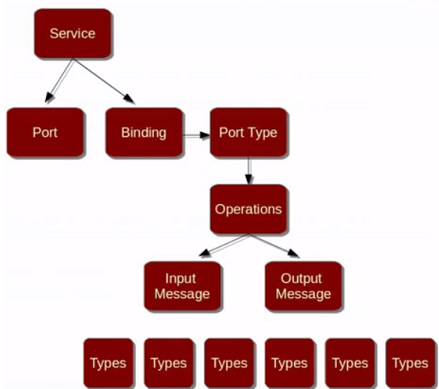 Service
Port
Binding
Port Type
Operations
Input
Message
Output
Message
Types
Types
Types
Types
Types
Types